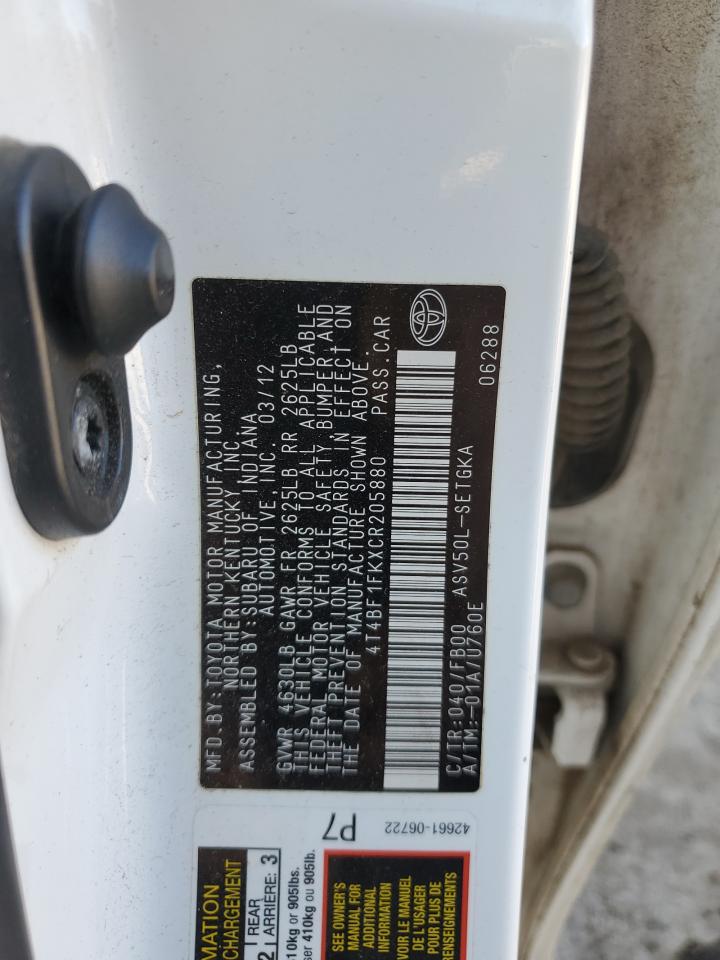 MFD.BY:TOYOTA MOTOR MANUFACTURING,
NORTHERN KENTUCKY INC.
ASSEMBLED BY:SUBARU OF INDIANA
AUTOMOTIVE, INC. 03/12
GVWR 4630LB GAWR FR 2625LB RR 2625LB
THIS VEHICLE CONFORMS TO ALL APPLICABLE
FEDERAL MOTOR VEHICLE SAFETY, BUMPER, AND
THEFT PREVENTION STANDARDS IN EFFECT ON
THE DATE OF MANUFACTURE SHOWN ABOVE.
4T4BF1FKXCR205880 PASS.CAR
C/TR:040/FB00 ASV50L-SETGKA
A/TM:-01A/U760E 06288
P7
42661-06722
MATION
CHARGEMENT
REAR
2 ARRIÈRE: 3
10kg or 905lbs.
ser 410kg ou 905lb.
SEE OWNER'S
MANUAL FOR
ADDITIONAL
INFORMATION
VOIR LE MANUEL
DE L'USAGER
POUR PLUS DE
RENSEIGNEMENTS